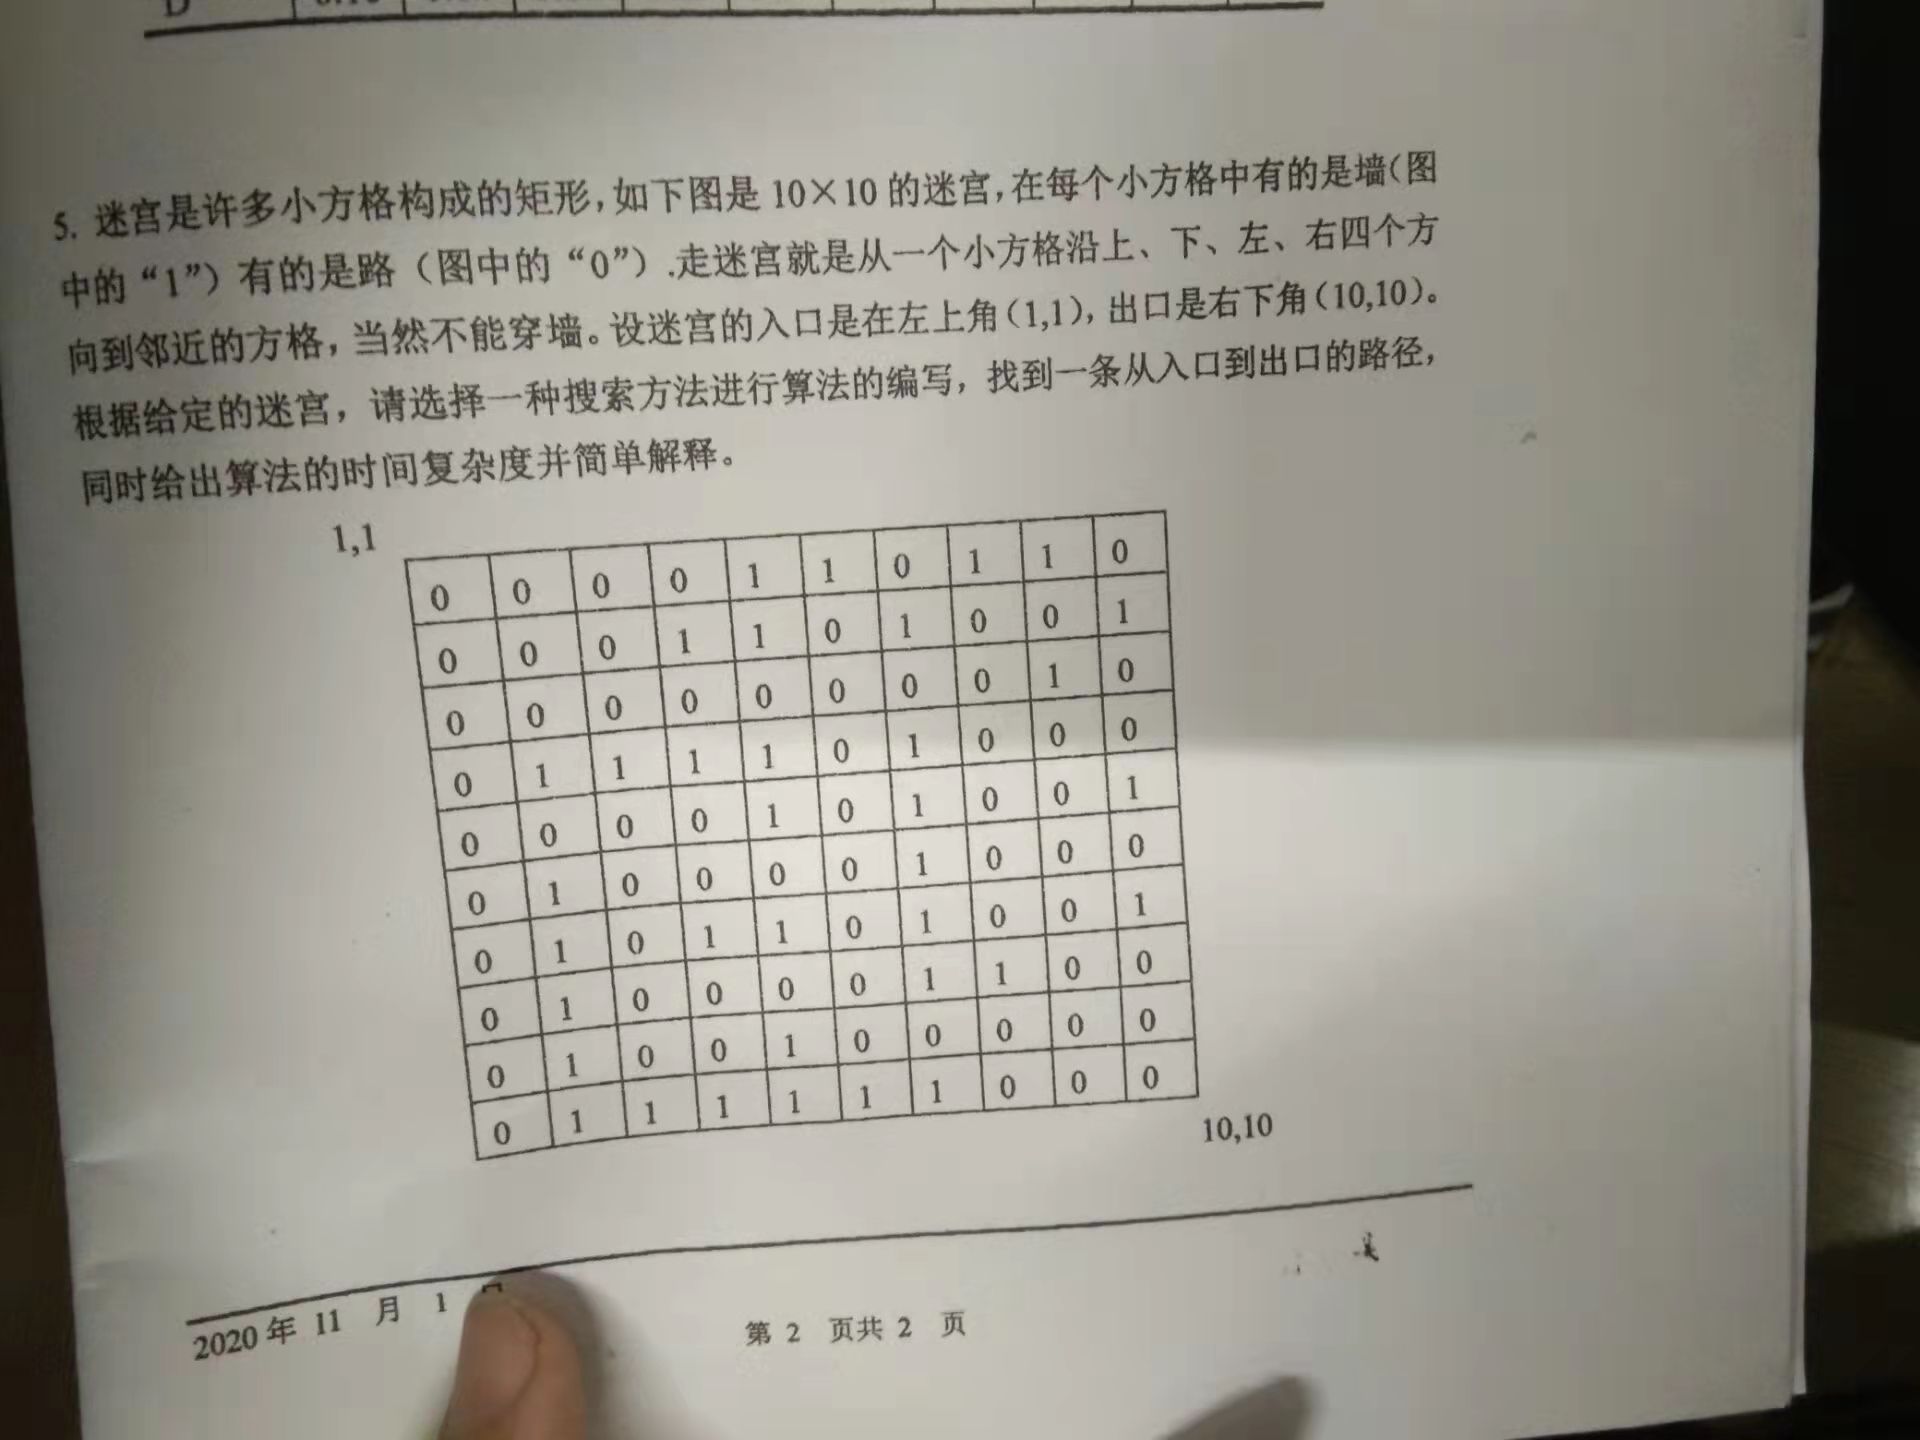 D
5. 迷宫是许多小方格构成的矩形,如下图是 10×10 的迷宫,在每个小方格中有的是墙(图
中的“1”)有的是路(图中的“0”).走迷宫就是从一个小方格沿上、下、左、右四个方
向到邻近的方格,当然不能穿墙。设迷宫的入口是在左上角(1,1),出口是右下角(10,10)。
根据给定的迷宫,请选择一种搜索方法进行算法的编写,找到一条从入口到出口的路径,
同时给出算法的时间复杂度并简单解释。
1,1
0 0 0 0 1 1 0 1 1 0
0 0 0 1 1 0 1 0 0 1
0 0 0 0 0 0 0 0 1 0
0 1 1 1 1 0 1 0 0 0
0 0 0 0 1 0 1 0 0 1
0 1 0 0 0 0 1 0 0 0
0 1 0 1 1 0 1 0 0 1
0 1 0 0 0 0 1 1 0 0
0 1 0 0 1 0 0 0 0 0
0 1 1 1 1 1 1 0 0 0
10,10
2020 年 11 月 1
第 2 页共 2 页